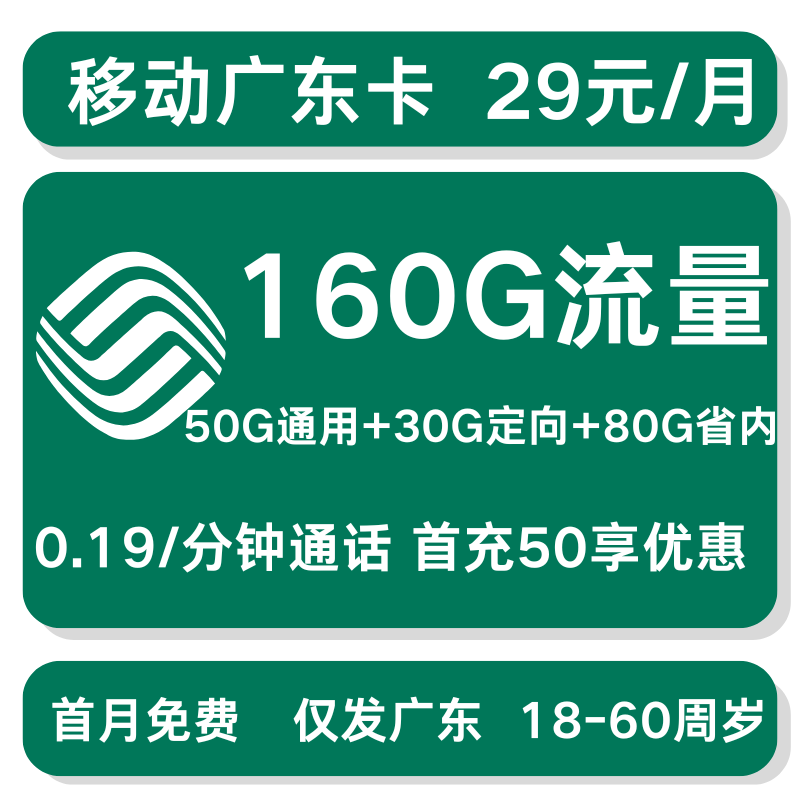 移动广东卡 29元/月
160G流量
50G通用+30G定向+80G省内
0.19/分钟通话 首充50享优惠
首月免费 仅发广东 18-60周岁